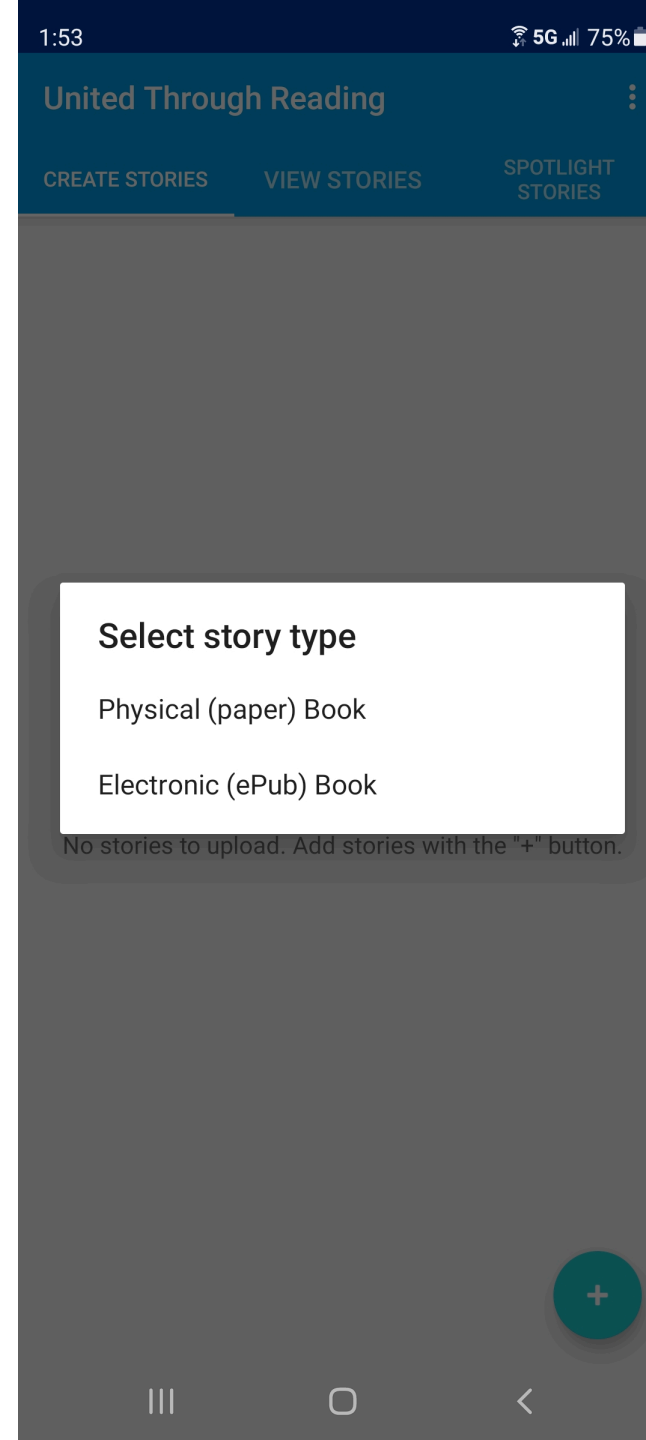 1:53 5G 75%
United Through Reading
CREATE STORIES VIEW STORIES SPOTLIGHT
STORIES
Select story type
Physical (paper) Book
Electronic (ePub) Book
No stories to upload. Add stories with the "+" button.
+